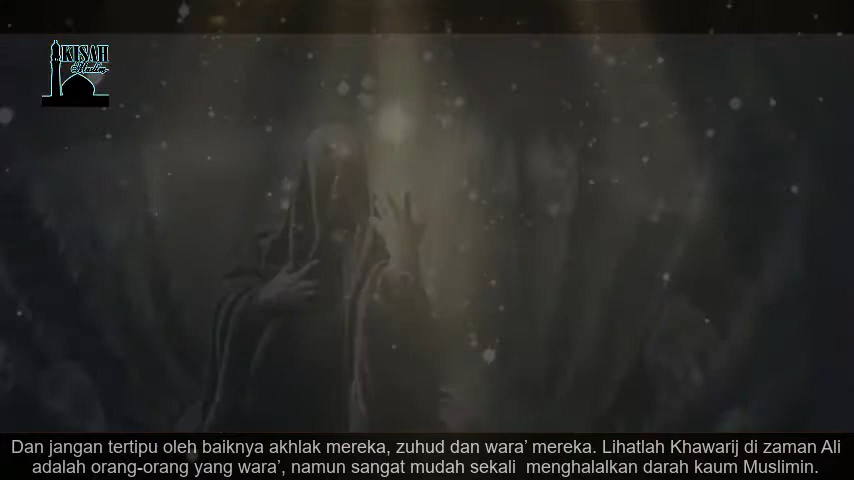 KISAH
Muslim
Dan jangan tertipu oleh baiknya akhlak mereka, zuhud dan wara’ mereka. Lihatlah Khawarij di zaman Ali
adalah orang-orang yang wara’, namun sangat mudah sekali  menghalalkan darah kaum Muslimin.